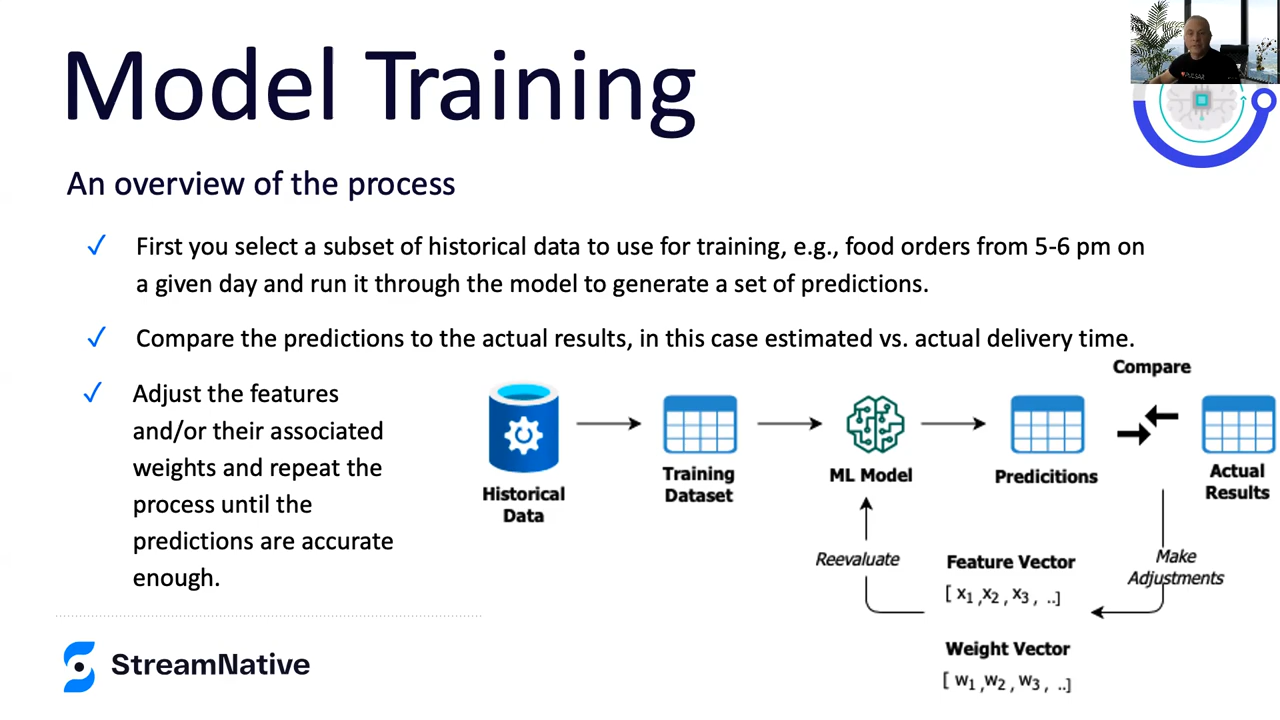 Model Training
An overview of the process
✓ First you select a subset of historical data to use for training, e.g., food orders from 5-6 pm on
a given day and run it through the model to generate a set of predictions.
✓ Compare the predictions to the actual results, in this case estimated vs. actual delivery time.
✓ Adjust the features
and/or their associated
weights and repeat the
process until the
predictions are accurate
enough.
Compare
Historical
Data
Training
Dataset
ML Model
Predicitions
Actual
Results
Reevaluate
Feature Vector
[ x₁ ,x₂ , x₃ , ..]
Make
Adjustments
Weight Vector
[ w₁ ,w₂ , w₃ , ..]
StreamNative
PULSAR